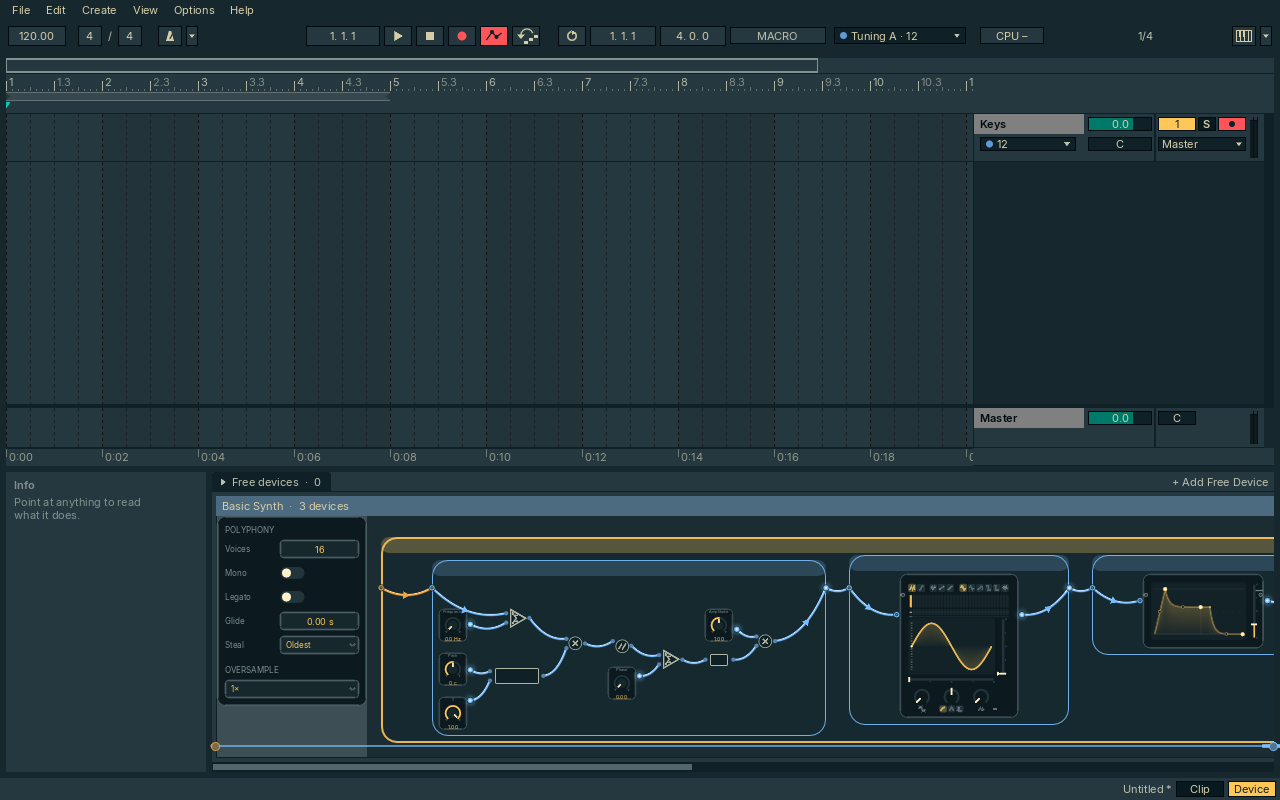 File Edit Create View Options Help
120.00 4 / 4 1. 1. 1 1. 1. 1 4. 0. 0 MACRO Tuning A · 12 CPU – 1/4
1 1.3 2 2.3 3 3.3 4 4.3 5 5.3 6 6.3 7 7.3 8 8.3 9 9.3 10 10.3 1
Keys 0.0 1 S
12 C Master
Master 0.0 C
0:00 0:02 0:04 0:06 0:08 0:10 0:12 0:14 0:16 0:18
Info
Point at anything to read
what it does.
Free devices · 0
+ Add Free Device
Basic Synth · 3 devices
POLYPHONY
Voices 16
Mono
Legato
Glide 0.00 s
Steal Oldest
OVERSAMPLE
1×
Untitled * Clip Device